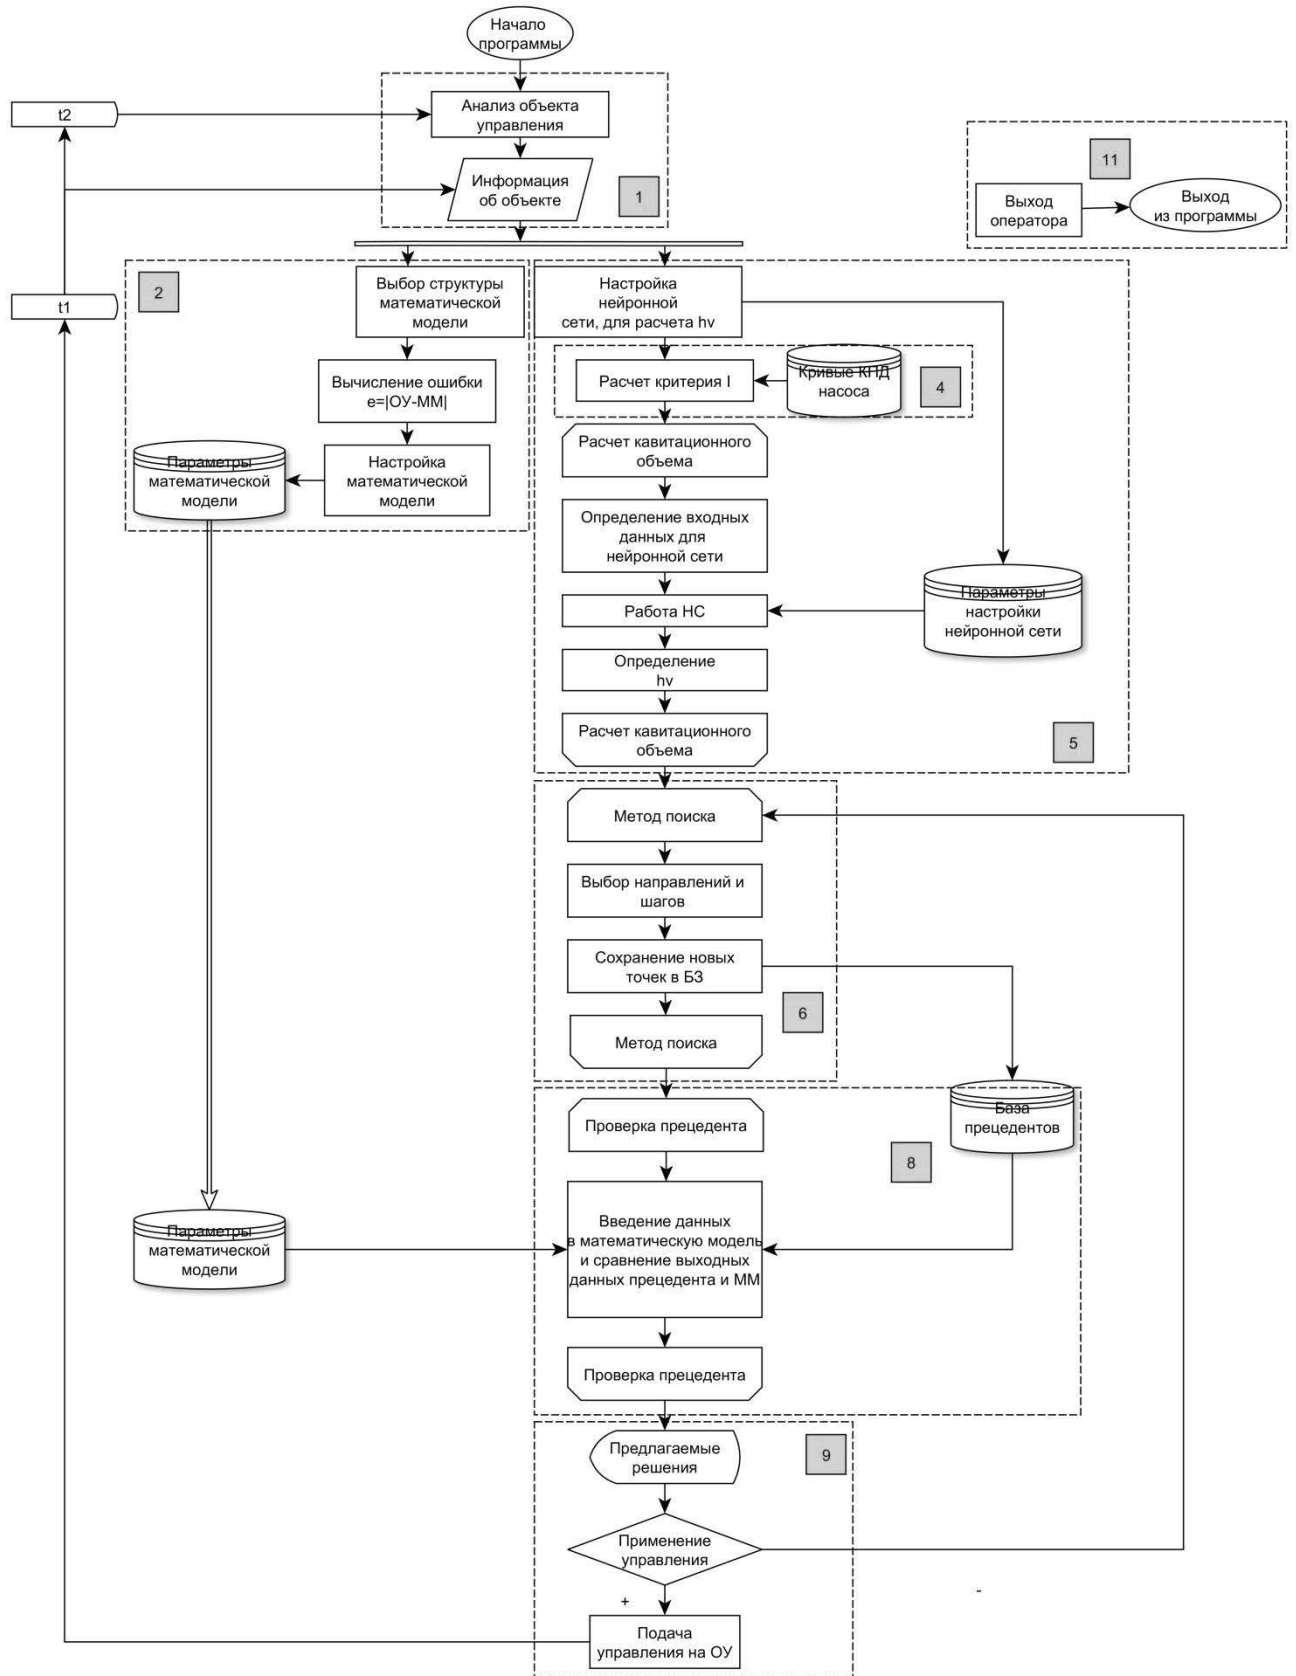 Начало
программы
t2
Анализ объекта
управления
11
Информация
об объекте
1
Выход
оператора
Выход
из программы
2
Выбор структуры
математической
модели
Настройка
нейронной
сети, для расчета hv
t1
Вычисление ошибки
e=|ОУ-ММ|
Расчет критерия I
Кривые КПД
насоса
4
Параметры
математической
модели
Настройка
математической
модели
Расчет кавитационного
объема
Определение входных
данных для
нейронной сети
Работа НС
Параметры
настройки
нейронной сети
Определение
hv
Расчет кавитационного
объема
5
Метод поиска
Выбор направлений и
шагов
Сохранение новых
точек в БЗ
6
Метод поиска
База
прецедентов
Проверка прецедента
8
Параметры
математической
модели
Введение данных
в математическую модель
и сравнение выходных
данных прецедента и ММ
Проверка прецедента
Предлагаемые
решения
9
Применение
управления
+
-
Подача
управления на ОУ